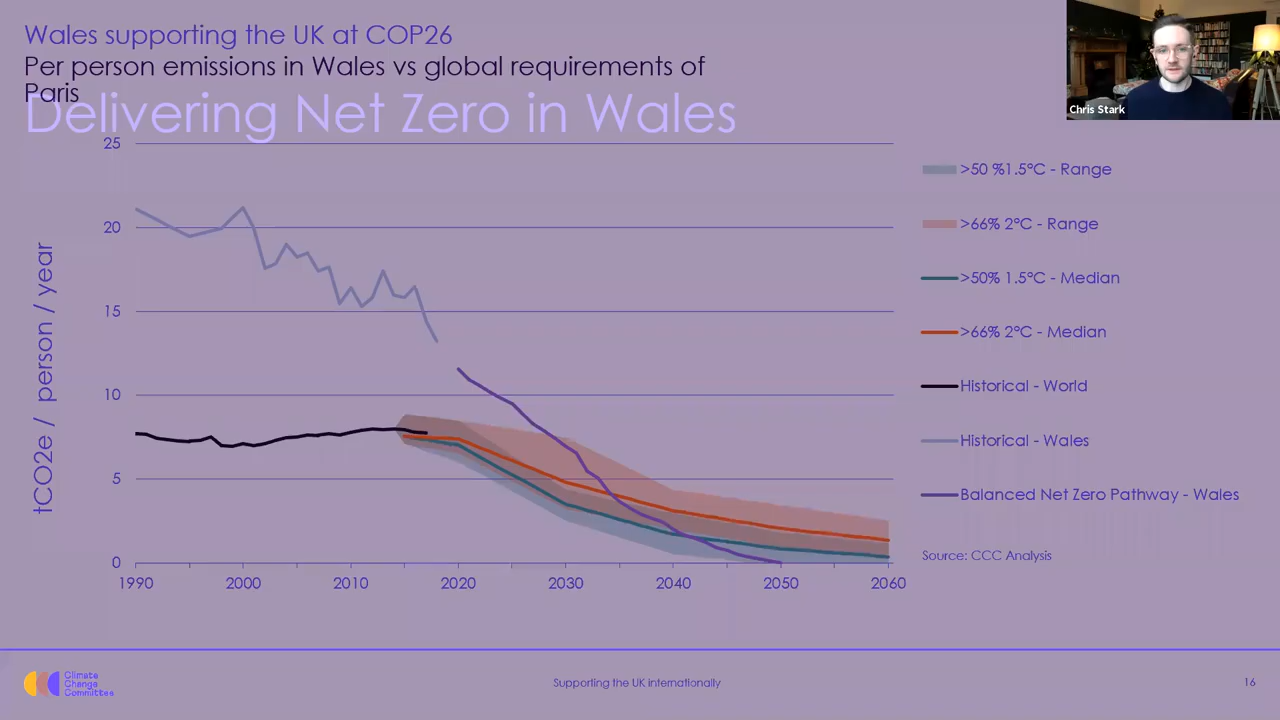 Wales supporting the UK at COP26
Per person emissions in Wales vs global requirements of
Paris
Delivering Net Zero in Wales
Chris Stark
tCO2e / person / year
25
20
15
10
5
0
1990
2000
2010
2020
2030
2040
2050
2060
>50 %1.5°C - Range
>66% 2°C - Range
>50% 1.5°C - Median
>66% 2°C - Median
Historical - World
Historical - Wales
Balanced Net Zero Pathway - Wales
Source: CCC Analysis
Climate
Change
Committee
Supporting the UK internationally
16